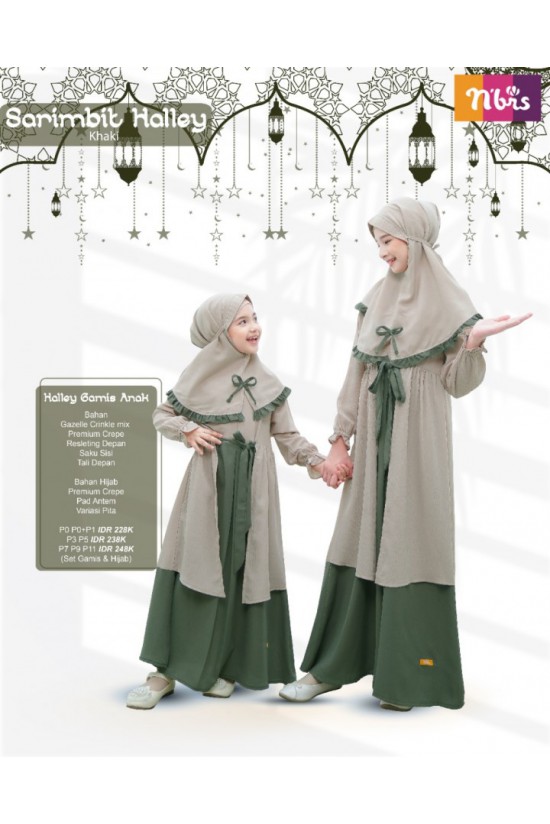 Sarimbit Halley
Khaki
N'brs
Halley Gamis Anak
Bahan
Gazelle Crinkle mix
Premium Crepe
Resleting Depan
Saku Sisi
Tali Depan
Bahan Hijab
Premium Crepe
Pad Antem
Variasi Pita
P0 P0+P1 IDR 228K
P3 P5 IDR 238K
P7 P9 P11 IDR 248K
(Set Gamis & Hijab)